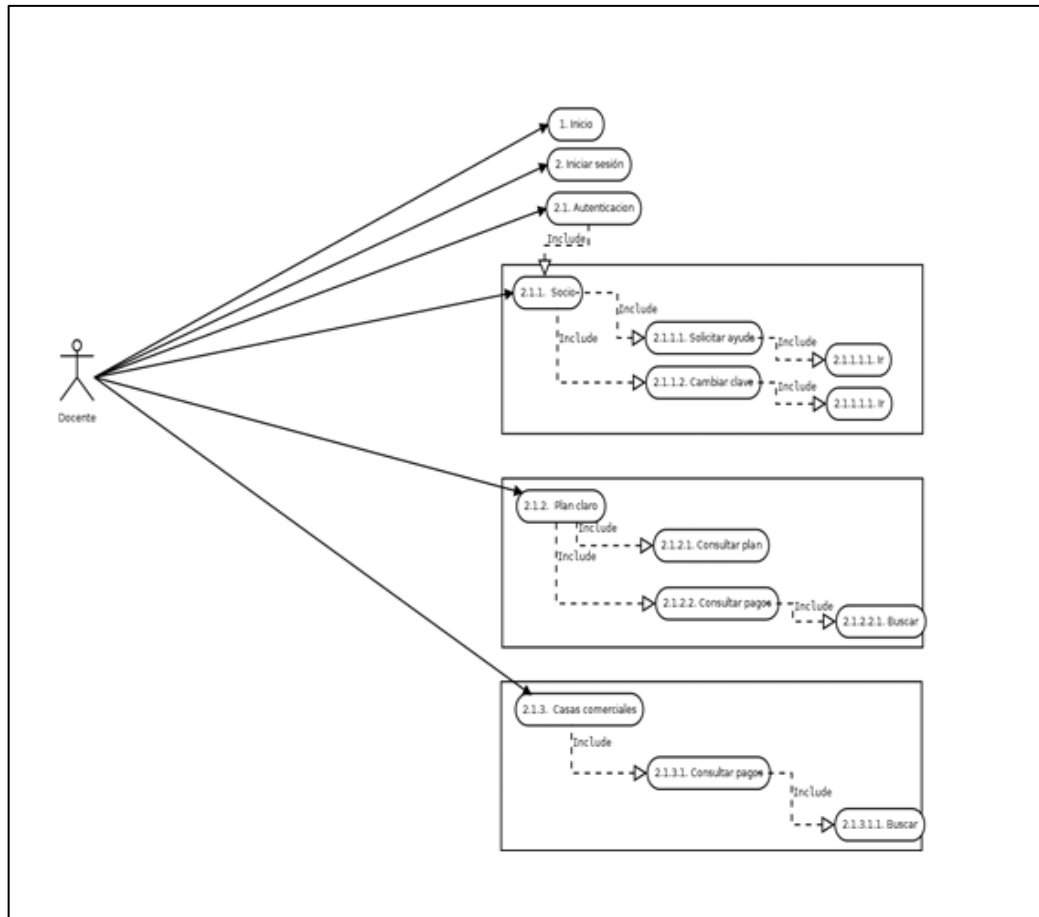 1. Inicio
2. Iniciar sesión
2.1. Autenticacion
Include
2.1.1. Socio
Include
Include
2.1.1.1. Solicitar ayuda
Include
2.1.1.1.1. Ir
2.1.1.2. Cambiar clave
Include
2.1.1.1.1. Ir
Docente
2.1.2. Plan claro
Include
2.1.2.1. Consultar plan
Include
2.1.2.2. Consultar pagos
Include
2.1.2.2.1. Buscar
2.1.3. Casas comerciales
Include
2.1.3.1. Consultar pagos
Include
2.1.3.1.1. Buscar